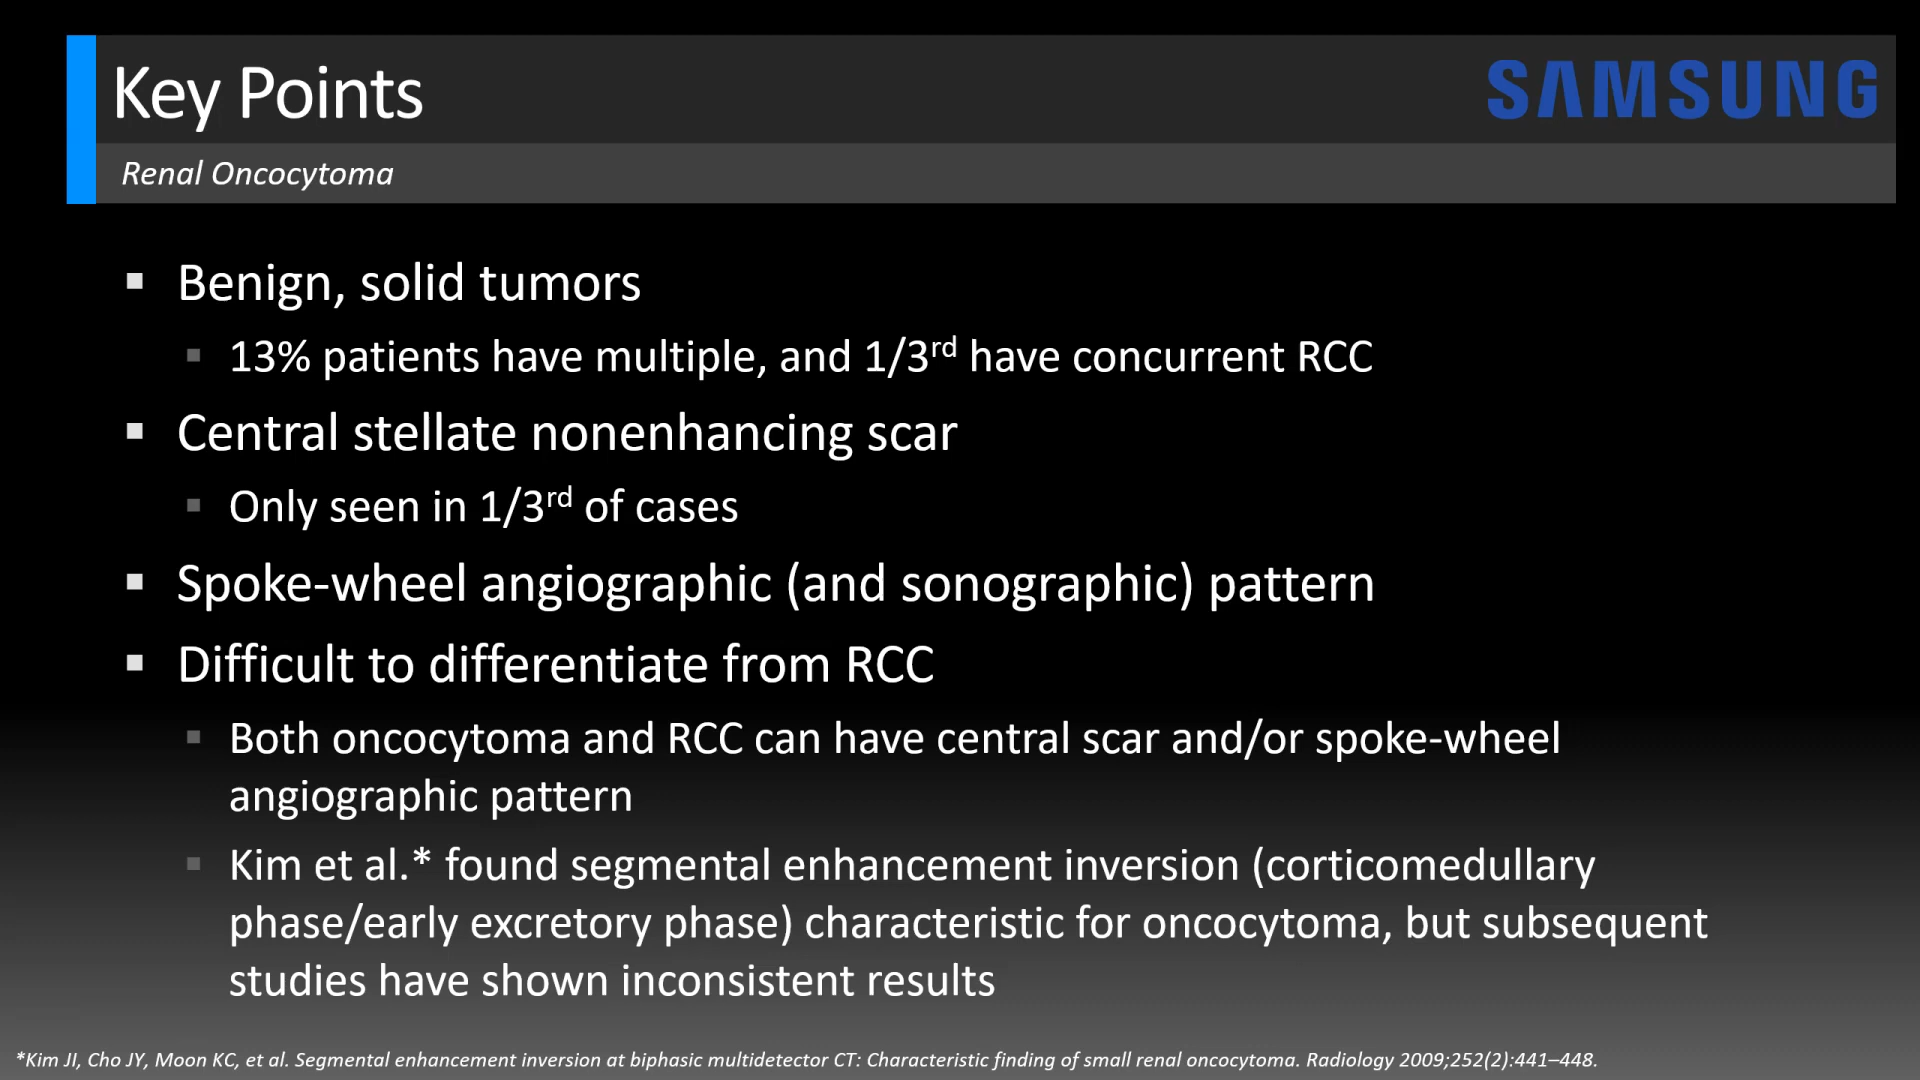 Key Points
SAMSUNG
Renal Oncocytoma
▪ Benign, solid tumors
▪ 13% patients have multiple, and 1/3rd have concurrent RCC
▪ Central stellate nonenhancing scar
▪ Only seen in 1/3rd of cases
▪ Spoke-wheel angiographic (and sonographic) pattern
▪ Difficult to differentiate from RCC
▪ Both oncocytoma and RCC can have central scar and/or spoke-wheel
angiographic pattern
▪ Kim et al.* found segmental enhancement inversion (corticomedullary
phase/early excretory phase) characteristic for oncocytoma, but subsequent
studies have shown inconsistent results
*Kim JI, Cho JY, Moon KC, et al. Segmental enhancement inversion at biphasic multidetector CT: Characteristic finding of small renal oncocytoma. Radiology 2009;252(2):441–448.